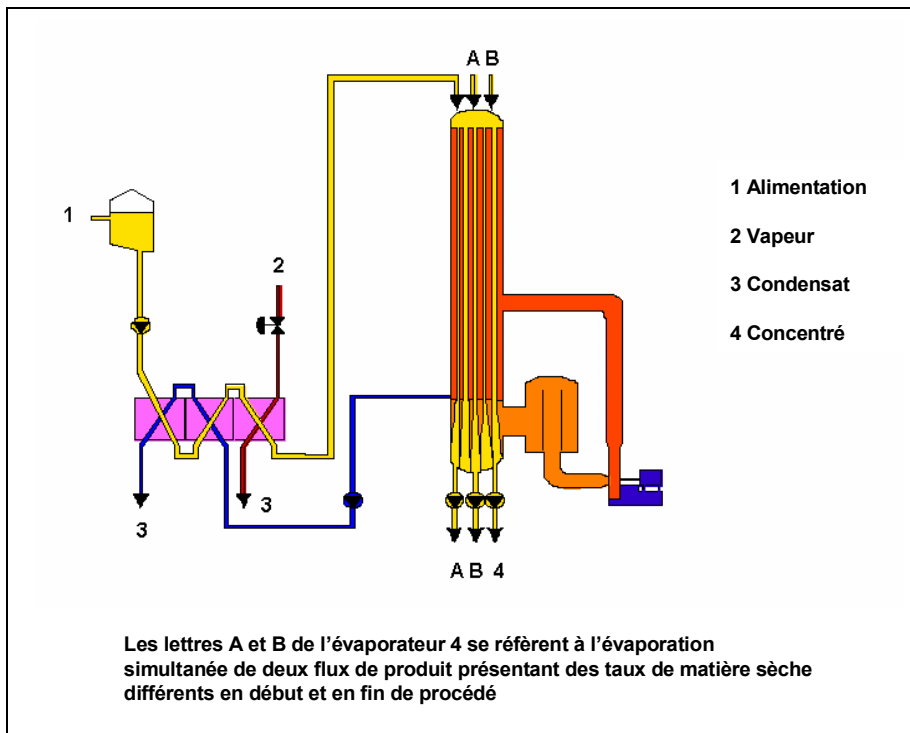 A B
1
2
1 Alimentation
2 Vapeur
3 Condensat
4 Concentré
3
3
A B 4
Les lettres A et B de l'évaporateur 4 se réfèrent à l'évaporation
simultanée de deux flux de produit présentant des taux de matière sèche
différents en début et en fin de procédé